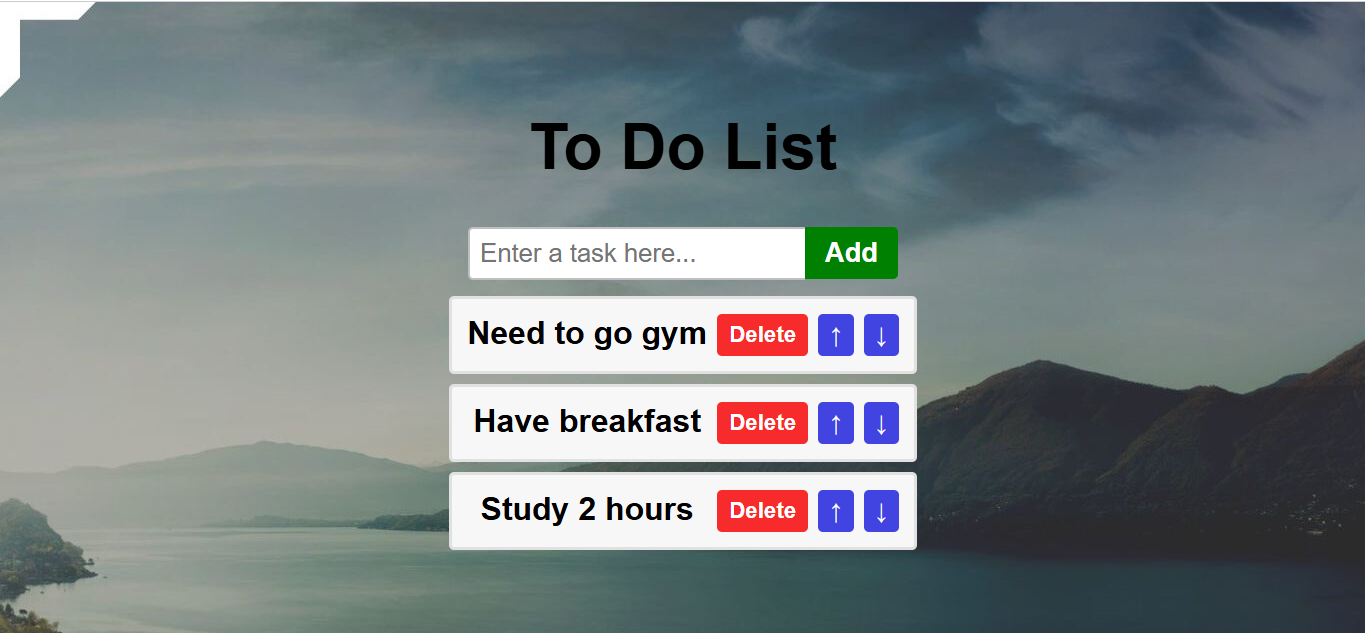 To Do List
Enter a task here... Add
Need to go gym Delete ↑ ↓
Have breakfast Delete ↑ ↓
Study 2 hours Delete ↑ ↓